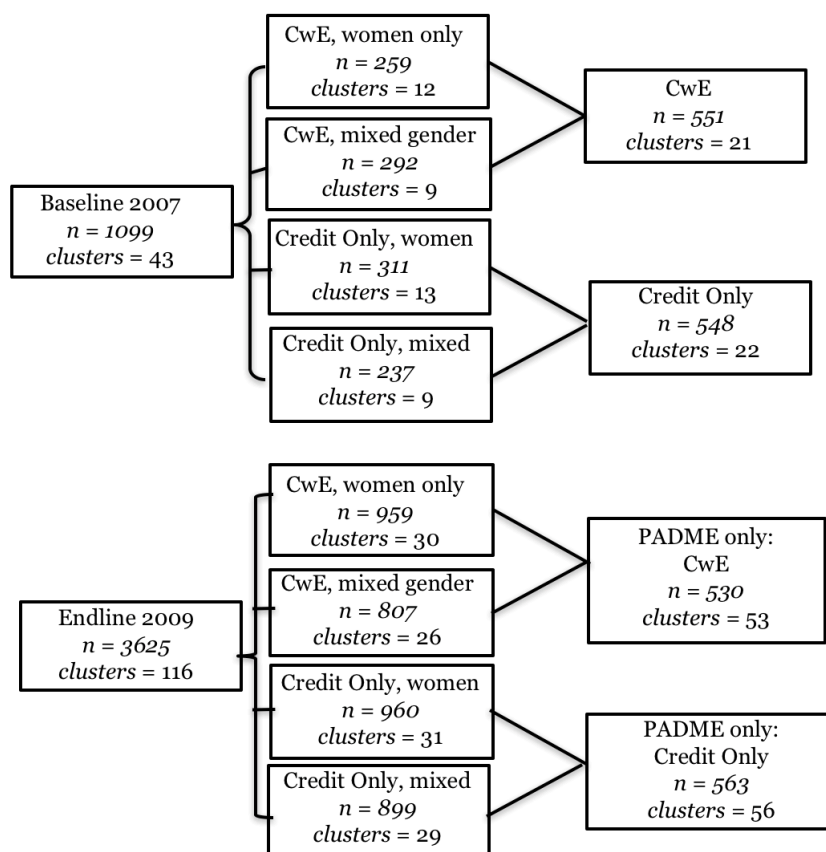 Baseline 2007
n = 1099
clusters = 43
CwE, women only
n = 259
clusters = 12
CwE, mixed gender
n = 292
clusters = 9
Credit Only, women
n = 311
clusters = 13
Credit Only, mixed
n = 237
clusters = 9
CwE
n = 551
clusters = 21
Credit Only
n = 548
clusters = 22
Endline 2009
n = 3625
clusters = 116
CwE, women only
n = 959
clusters = 30
CwE, mixed gender
n = 807
clusters = 26
Credit Only, women
n = 960
clusters = 31
Credit Only, mixed
n = 899
clusters = 29
PADME only:
CwE
n = 530
clusters = 53
PADME only:
Credit Only
n = 563
clusters = 56